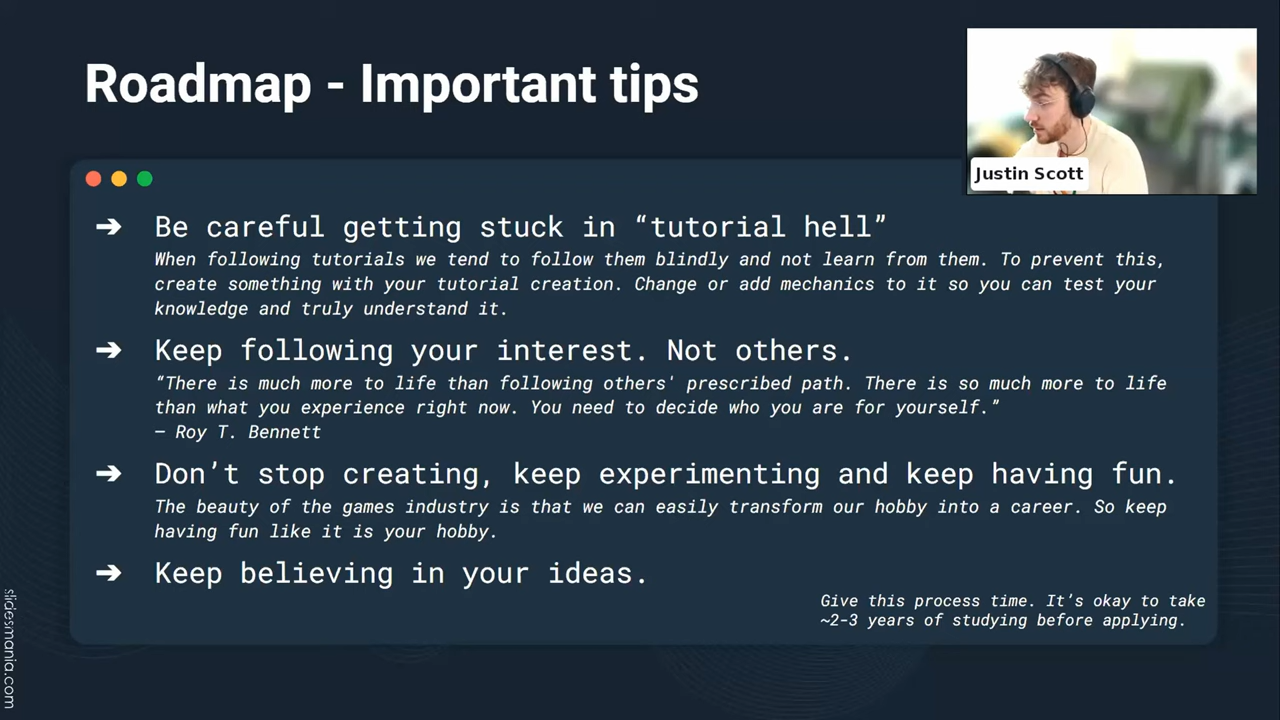 Roadmap - Important tips
Justin Scott
➔ Be careful getting stuck in “tutorial hell”
When following tutorials we tend to follow them blindly and not learn from them. To prevent this,
create something with your tutorial creation. Change or add mechanics to it so you can test your
knowledge and truly understand it.
➔ Keep following your interest. Not others.
“There is much more to life than following others' prescribed path. There is so much more to life
than what you experience right now. You need to decide who you are for yourself.”
— Roy T. Bennett
➔ Don’t stop creating, keep experimenting and keep having fun.
The beauty of the games industry is that we can easily transform our hobby into a career. So keep
having fun like it is your hobby.
➔ Keep believing in your ideas.
Give this process time. It’s okay to take
~2-3 years of studying before applying.
slidesmania.com